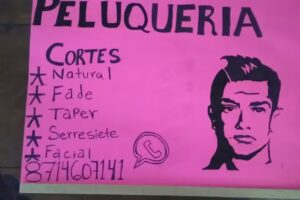 PELUQUERIA
CORTES
* Natural
* Fade
* Taper
* Serresiete
* Facial
8714607141